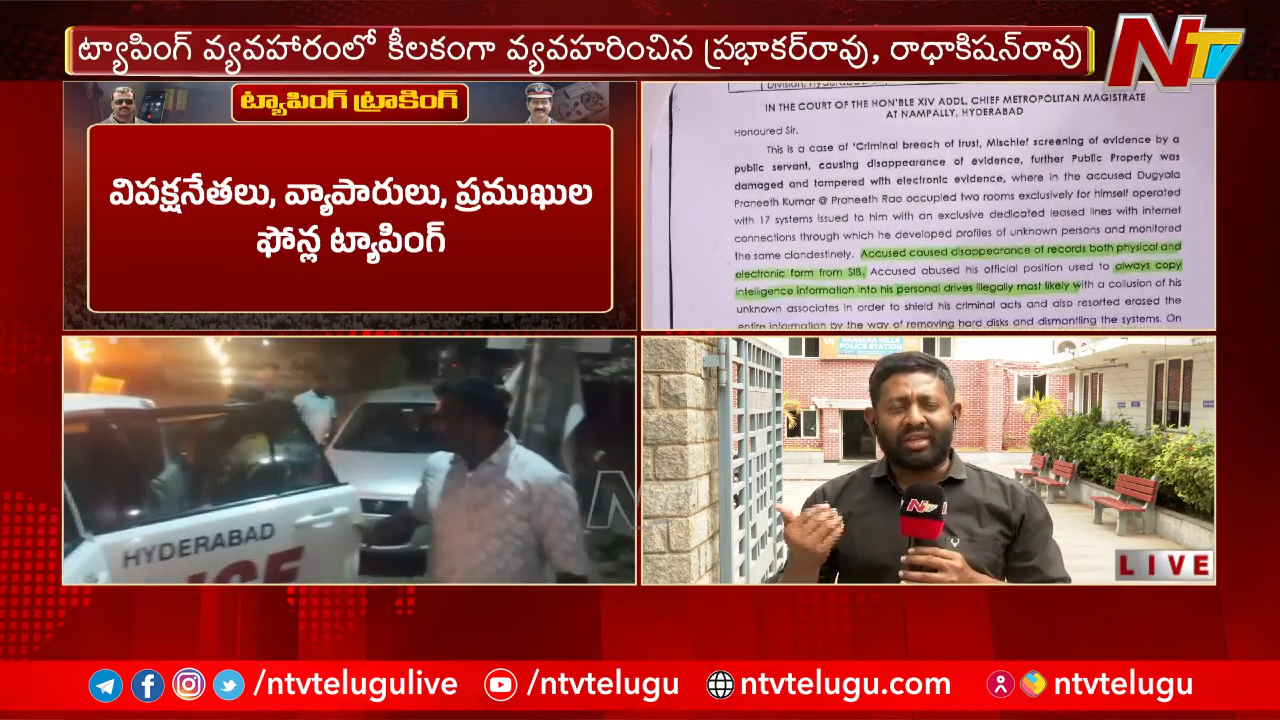 ట్యాపింగ్ వ్యవహారంలో కీలకంగా వ్యవహరించిన ప్రభాకర్‌రావు, రాధాకిషన్‌రావు
NTV
ట్యాపింగ్ ట్రాకింగ్
విపక్షనేతలు, వ్యాపారులు, ప్రముఖుల
ఫోన్ల ట్యాపింగ్
Division, Hyderabad
IN THE COURT OF THE HON'BLE XIV ADDL, CHIEF METROPOLITAN MAGISTRATE
AT NAMPALLY, HYDERABAD
Honoured Sir,
This is a case of 'Criminal breach of trust, Mischief screening of evidence by a
public servant, causing disappearance of evidence, further Public Property was
damaged and tampered with electronic evidence, where in the accused Dugyala
Praneeth Kumar @ Praneeth Rao occupied two rooms exclusively for himself operated
with 17 systems issued to him with an exclusive dedicated leased lines with internet
connections through which he developed profiles of unknown persons and monitored
the same clandestinely. Accused caused disappearance of records both physical and
electronic form from SIB. Accused abused his official position used to always copy
intelligence information into his personal drives illegally most likely with a collusion of his
unknown associates in order to shield his criminal acts and also resorted erased the
entire information by the way of removing hard disks and dismantling the systems. On
HYDERABAD
BANJARA HILLS
POLICE STATION
LIVE
/ntvtelugulive
/ntvtelugu
ntvtelugu.com
ntvtelugu